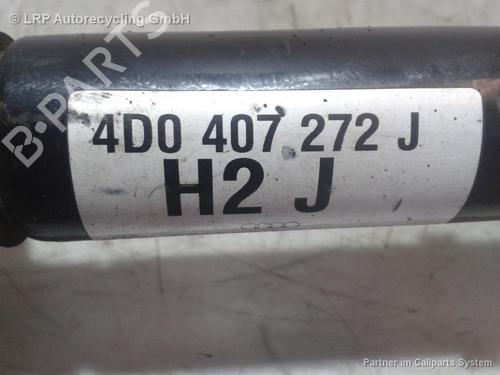 © LRP Autorecycling GmbH
B-PARTS
4D0 407 272 J
H2 J
Partner im Callparts System